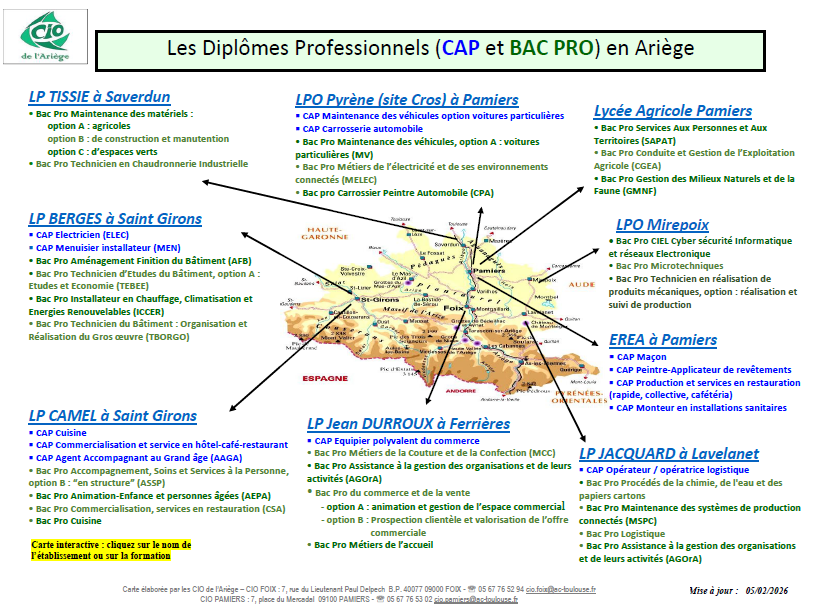 CIO
de l'Ariège
Les Diplômes Professionnels (CAP et BAC PRO) en Ariège
LP TISSIE à Saverdun
• Bac Pro Maintenance des matériels :
option A : agricoles
option B : de construction et manutention
option C : d'espaces verts
• Bac Pro Technicien en Chaudronnerie Industrielle
LPO Pyrène (site Cros) à Pamiers
▪ CAP Maintenance des véhicules option voitures particulières
▪ CAP Carrosserie automobile
• Bac Pro Maintenance des véhicules, option A : voitures
particulières (MV)
• Bac Pro Métiers de l'électricité et de ses environnements
connectés (MELEC)
• Bac pro Carrossier Peintre Automobile (CPA)
Lycée Agricole Pamiers
• Bac Pro Services Aux Personnes et Aux
Territoires (SAPAT)
• Bac Pro Conduite et Gestion de l'Exploitation
Agricole (CGEA)
• Bac Pro Gestion des Milieux Naturels et de la
Faune (GMNF)
LP BERGES à Saint Girons
▪ CAP Electricien (ELEC)
▪ CAP Menuisier installateur (MEN)
• Bac Pro Aménagement Finition du Bâtiment (AFB)
• Bac Pro Technicien d'Etudes du Bâtiment, option A :
Etudes et Economie (TEBEE)
• Bac Pro Installateur en Chauffage, Climatisation et
Energies Renouvelables (ICCER)
• Bac Pro Technicien du Bâtiment : Organisation et
Réalisation du Gros œuvre (TBORGO)
LPO Mirepoix
• Bac Pro CIEL Cyber sécurité Informatique
et réseaux Electronique
• Bac Pro Microtechniques
• Bac Pro Technicien en réalisation de
produits mécaniques, option : réalisation et
suivi de production
HAUTE-
GARONNE
Saverdun
Mazères
Pamiers
Mirepoix
AUDE
St-Girons
Foix
Varilhes
Lavelanet
ESPAGNE
ANDORRE
PYRÉNÉES-
ORIENTALES
EREA à Pamiers
▪ CAP Maçon
▪ CAP Peintre-Applicateur de revêtements
▪ CAP Production et services en restauration
(rapide, collective, cafétéria)
▪ CAP Monteur en installations sanitaires
LP CAMEL à Saint Girons
▪ CAP Cuisine
▪ CAP Commercialisation et service en hôtel-café-restaurant
▪ CAP Agent Accompagnant au Grand âge (AAGA)
• Bac Pro Accompagnement, Soins et Services à la Personne,
option B : "en structure" (ASSP)
• Bac Pro Animation-Enfance et personnes âgées (AEPA)
• Bac Pro Commercialisation, services en restauration (CSA)
• Bac Pro Cuisine
LP Jean DURROUX à Ferrières
▪ CAP Equipier polyvalent du commerce
• Bac Pro Métiers de la Couture et de la Confection (MCC)
• Bac Pro Assistance à la gestion des organisations et de leurs
activités (AGOrA)
• Bac Pro du commerce et de la vente
- option A : animation et gestion de l'espace commercial
- option B : Prospection clientèle et valorisation de l'offre
commerciale
• Bac Pro Métiers de l'accueil
LP JACQUARD à Lavelanet
▪ CAP Opérateur / opératrice logistique
• Bac Pro Procédés de la chimie, de l'eau et des
papiers cartons
• Bac Pro Maintenance des systèmes de production
connectés (MSPC)
• Bac Pro Logistique
• Bac Pro Assistance à la gestion des organisations
et de leurs activités (AGOrA)
Carte interactive : cliquez sur le nom de
l'établissement ou sur la formation
Carte élaborée par les CIO de l'Ariège – CIO FOIX : 7, rue du Lieutenant Paul Delpech B.P. 40077 09000 FOIX - ☏ 05 67 76 52 94 cio.foix@ac-toulouse.fr
CIO PAMIERS : 7, place du Mercadal 09100 PAMIERS - ☏ 05 67 76 53 02 cio.pamiers@ac-toulouse.fr
Mise à jour : 05/02/2026